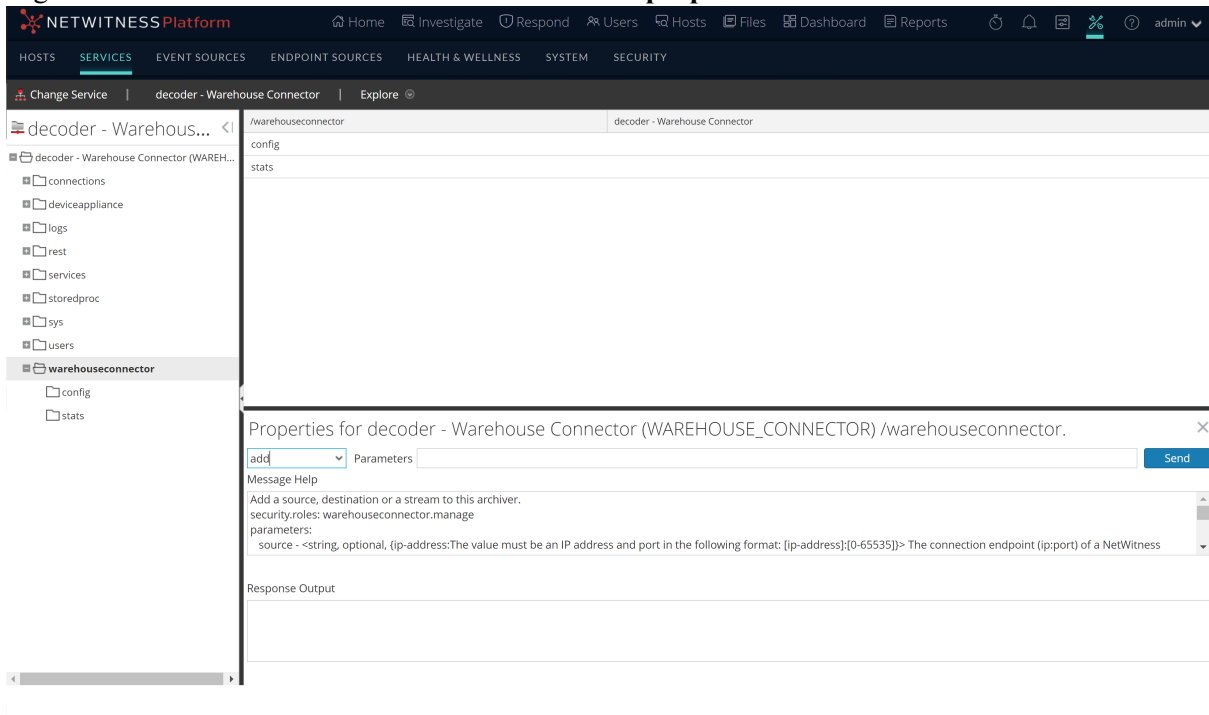 NETWITNESS Platform Home Investigate Respond Users Hosts Files Dashboard Reports admin
HOSTS SERVICES EVENT SOURCES ENDPOINT SOURCES HEALTH & WELLNESS SYSTEM SECURITY
Change Service | decoder - Warehouse Connector | Explore
decoder - Warehous...
/warehouseconnector decoder - Warehouse Connector
config
stats
decoder - Warehouse Connector (WAREH...
connections
deviceappliance
logs
rest
services
storedproc
sys
users
warehouseconnector
config
stats
Properties for decoder - Warehouse Connector (WAREHOUSE_CONNECTOR) /warehouseconnector.
add Parameters Send
Message Help
Add a source, destination or a stream to this archiver.
security.roles: warehouseconnector.manage
parameters:
source - <string, optional, {ip-address:The value must be an IP address and port in the following format: [ip-address]:[0-65535]}> The connection endpoint (ip:port) of a NetWitness
Response Output